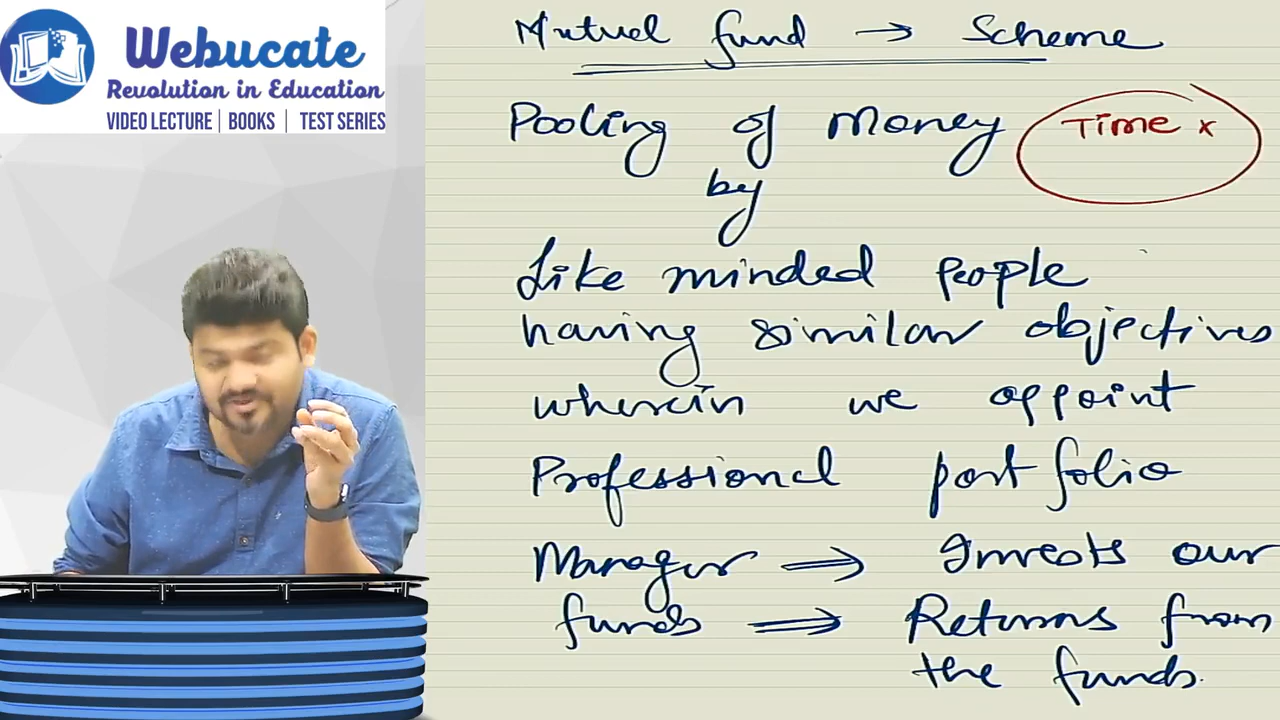 Webucate
Revolution in Education
VIDEO LECTURE | BOOKS | TEST SERIES
Mutual fund → Scheme
Pooling of Money
Time x
by
Like minded people
having similar objectives
wherein we appoint
Professional portfolio
Manager ⇒ Invests our
funds ⇒ Returns from
the funds.